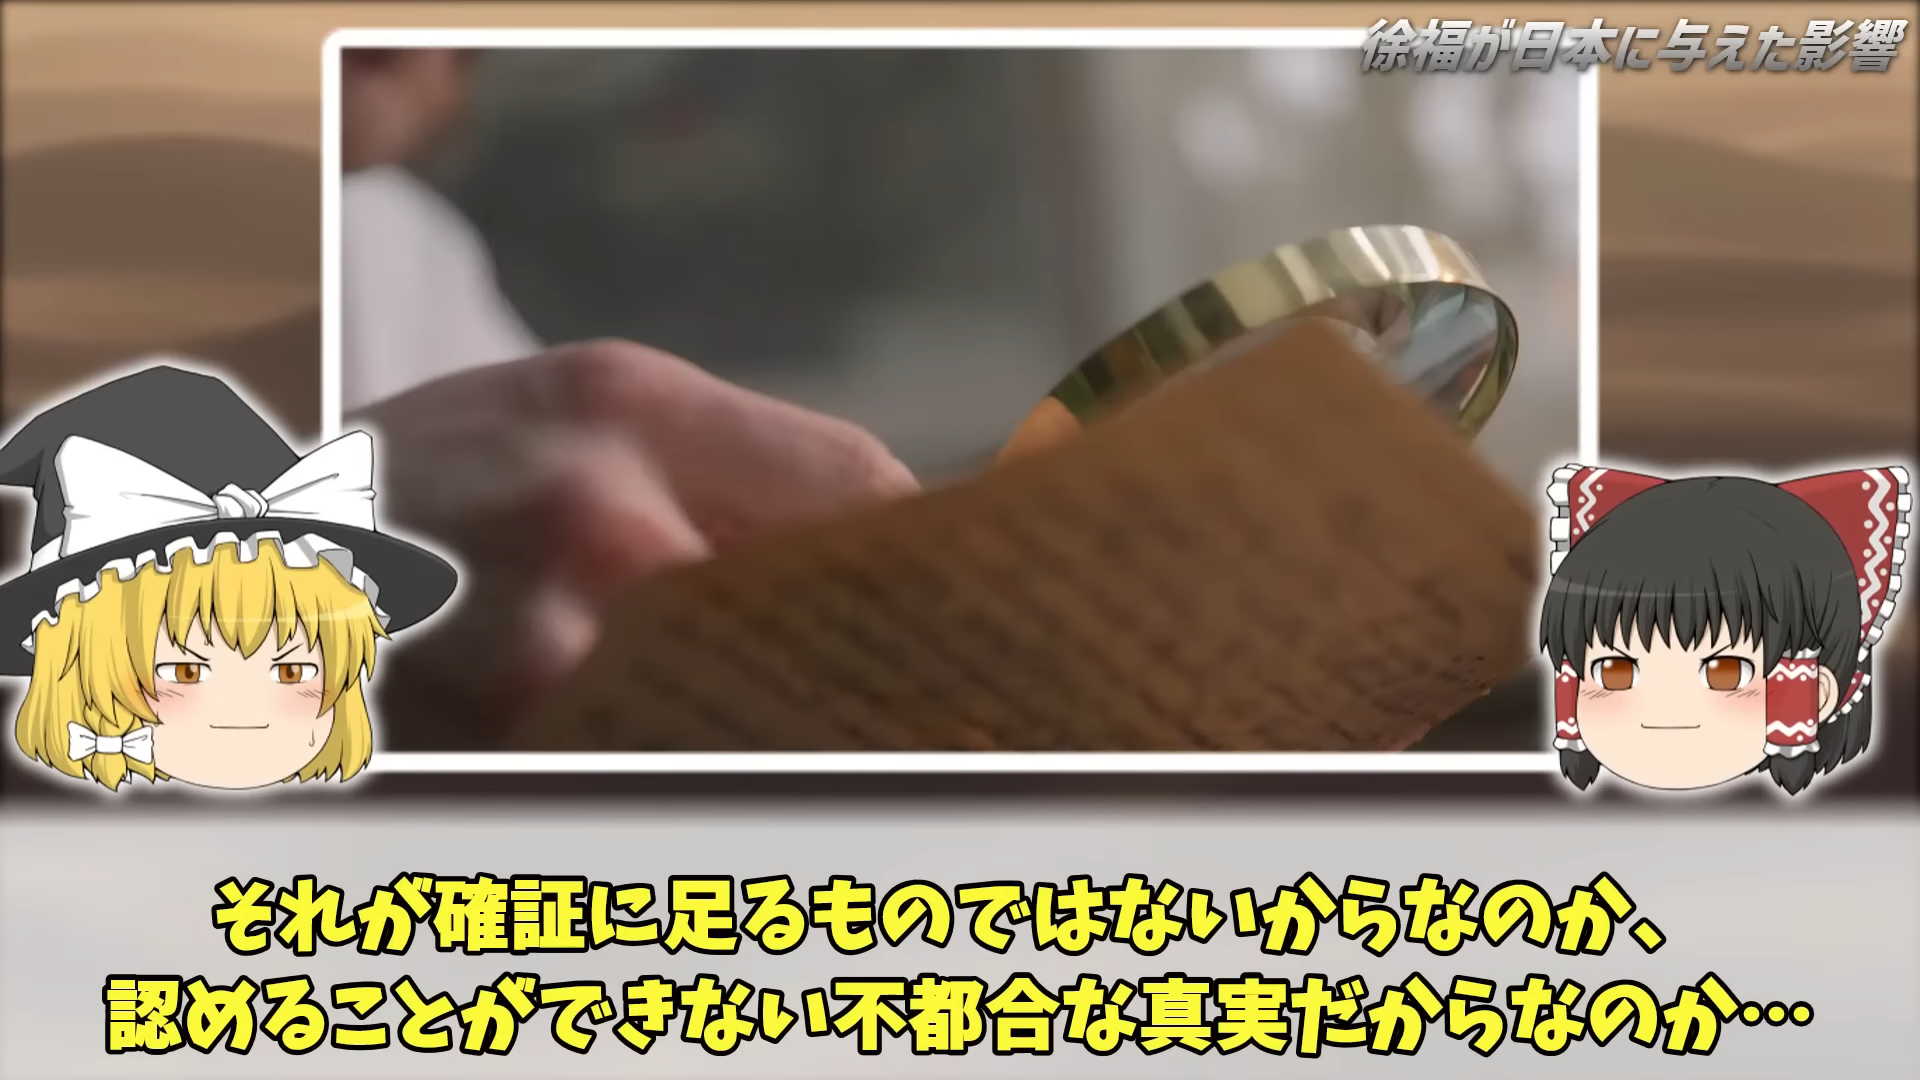 徐福が日本に与えた影響
それが確証に足るものではないからなのか、
認めることができない不都合な真実だからなのか…